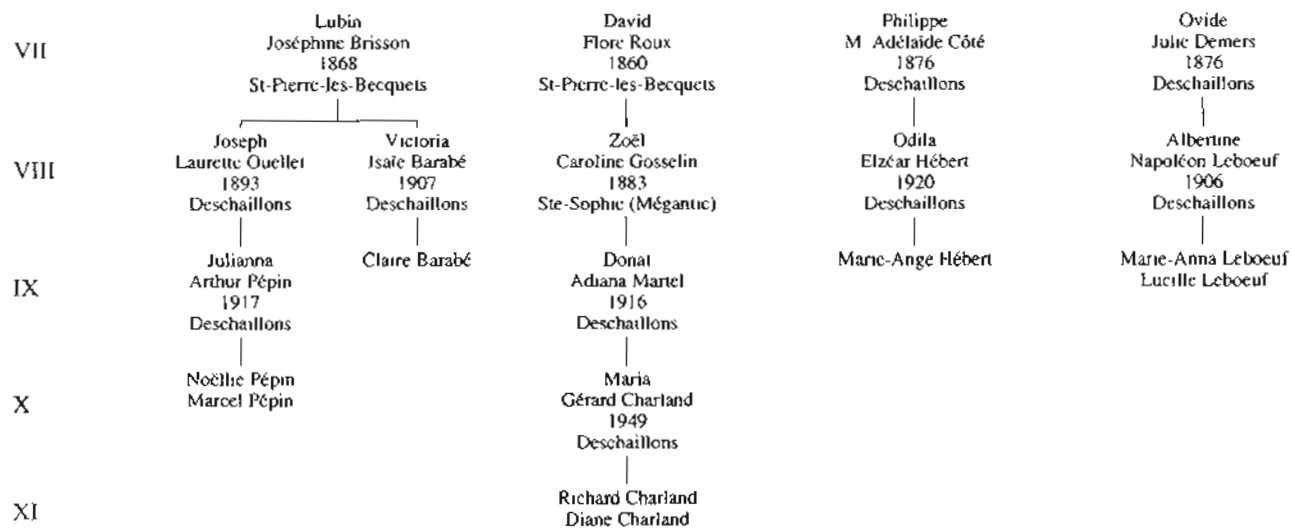 VII
Lubin
Joséphine Brisson
1868
St-Pierre-les-Becquets
David
Flore Roux
1860
St-Pierre-les-Becquets
Philippe
M Adélaïde Côté
1876
Deschaillons
Ovide
Julie Demers
1876
Deschaillons
VIII
Joseph
Laurette Ouellet
1893
Deschaillons
Victoria
Isaïe Barabé
1907
Deschaillons
Zoël
Caroline Gosselin
1883
Ste-Sophie (Mégantic)
Odila
Elzéar Hébert
1920
Deschaillons
Albertine
Napoléon Leboeuf
1906
Deschaillons
IX
Julianna
Arthur Pépin
1917
Deschaillons
Claire Barabé
Donat
Adiana Martel
1916
Deschaillons
Marie-Ange Hébert
Marie-Anna Leboeuf
Lucille Leboeuf
X
Noëllie Pépin
Marcel Pépin
Maria
Gérard Charland
1949
Deschaillons
XI
Richard Charland
Diane Charland